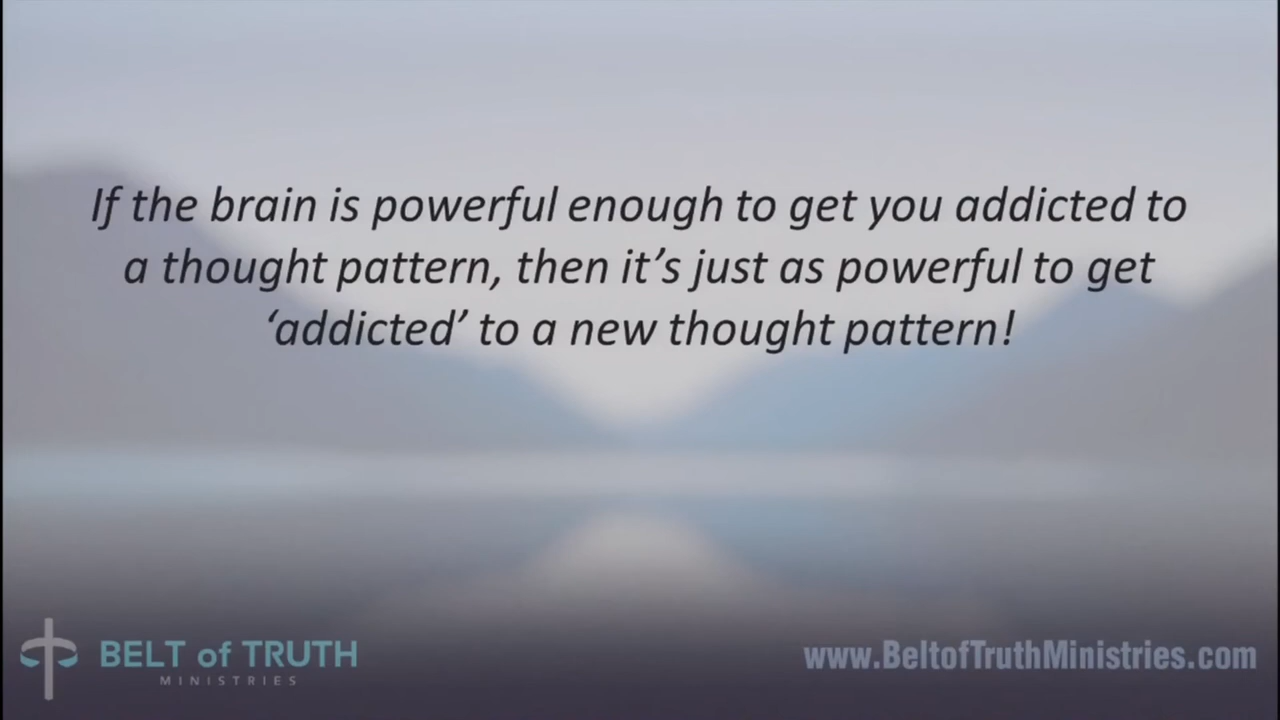 If the brain is powerful enough to get you addicted to
a thought pattern, then it’s just as powerful to get
‘addicted’ to a new thought pattern!
BELT of TRUTH
MINISTRIES
www.BeltofTruthMinistries.com